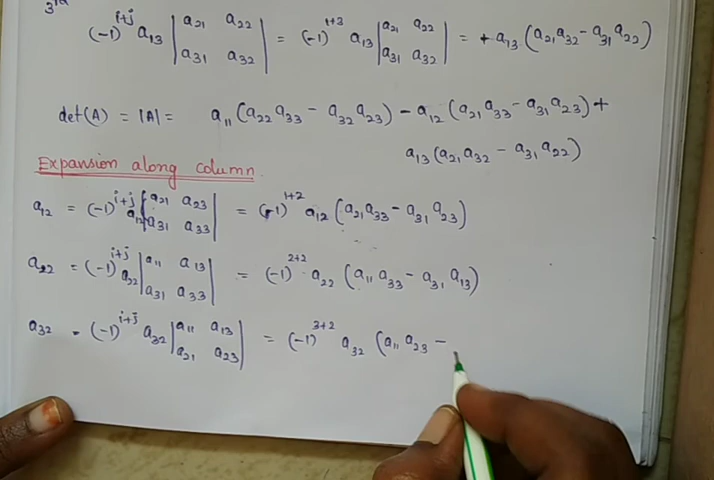 3rd
(-1)^{i+j} a₁₃ |a₂₁ a₂₂; a₃₁ a₃₂| = (-1)^{1+3} a₁₃ |a₂₁ a₂₂; a₃₁ a₃₂| = + a₁₃ (a₂₁ a₃₂ - a₃₁ a₂₂)
det(A) = |A| = a₁₁ (a₂₂ a₃₃ - a₃₂ a₂₃) - a₁₂ (a₂₁ a₃₃ - a₃₁ a₂₃) +
a₁₃ (a₂₁ a₃₂ - a₃₁ a₂₂)
Expansion along column
a₁₂ = (-1)^{i+j} a₁₂ |a₂₁ a₂₃; a₃₁ a₃₃| = (-1)^{1+2} a₁₂ (a₂₁ a₃₃ - a₃₁ a₂₃)
a₂₂ = (-1)^{i+j} a₂₂ |a₁₁ a₁₃; a₃₁ a₃₃| = (-1)^{2+2} a₂₂ (a₁₁ a₃₃ - a₃₁ a₁₃)
a₃₂ = (-1)^{i+j} a₃₂ |a₁₁ a₁₃; a₂₁ a₂₃| = (-1)^{3+2} a₃₂ (a₁₁ a₂₃ -